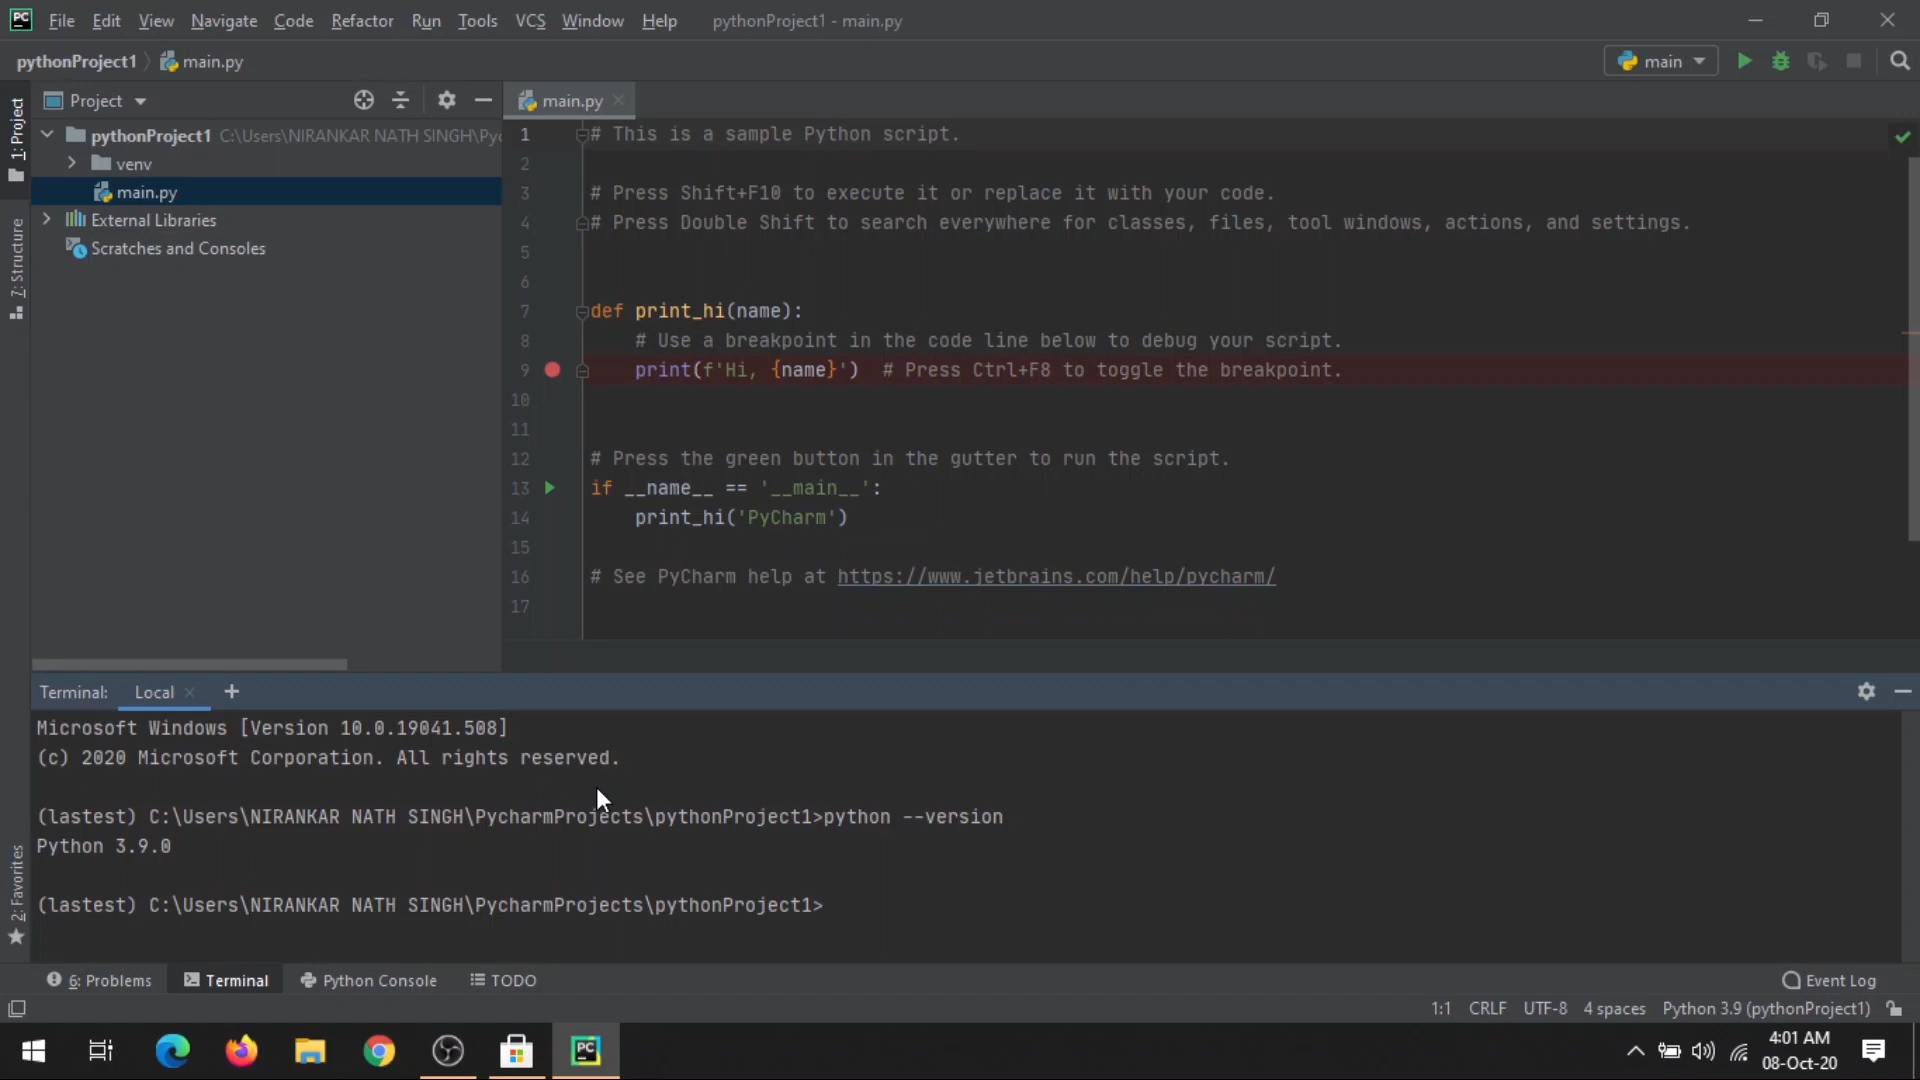 PC File Edit View Navigate Code Refactor Run Tools VCS Window Help pythonProject1 - main.py
pythonProject1 main.py main
1: Project
7: Structure
2: Favorites
Project
pythonProject1 C:\Users\NIRANKAR NATH SINGH\Pyc
venv
main.py
External Libraries
Scratches and Consoles
main.py
1 # This is a sample Python script.
2
3 # Press Shift+F10 to execute it or replace it with your code.
4 # Press Double Shift to search everywhere for classes, files, tool windows, actions, and settings.
5
6
7 def print_hi(name):
8 # Use a breakpoint in the code line below to debug your script.
9 print(f'Hi, {name}') # Press Ctrl+F8 to toggle the breakpoint.
10
11
12 # Press the green button in the gutter to run the script.
13 if __name__ == '__main__':
14 print_hi('PyCharm')
15
16 # See PyCharm help at https://www.jetbrains.com/help/pycharm/
17
Terminal: Local
Microsoft Windows [Version 10.0.19041.508]
(c) 2020 Microsoft Corporation. All rights reserved.
(lastest) C:\Users\NIRANKAR NATH SINGH\PycharmProjects\pythonProject1>python --version
Python 3.9.0
(lastest) C:\Users\NIRANKAR NATH SINGH\PycharmProjects\pythonProject1>
6: Problems Terminal Python Console TODO Event Log
1:1 CRLF UTF-8 4 spaces Python 3.9 (pythonProject1)
PC
4:01 AM
08-Oct-20